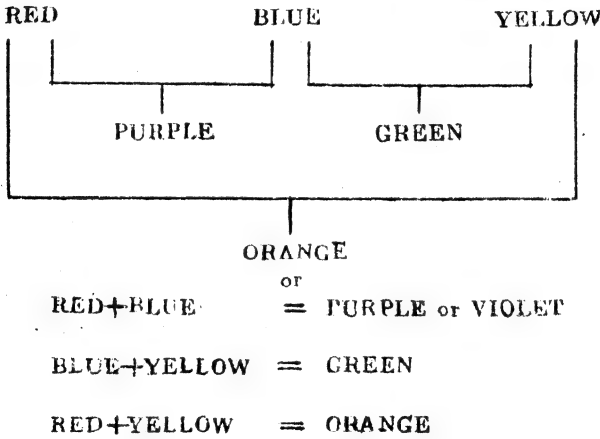 RED BLUE YELLOW
PURPLE GREEN
ORANGE
or
RED+BLUE = PURPLE or VIOLET
BLUE+YELLOW = GREEN
RED+YELLOW = ORANGE